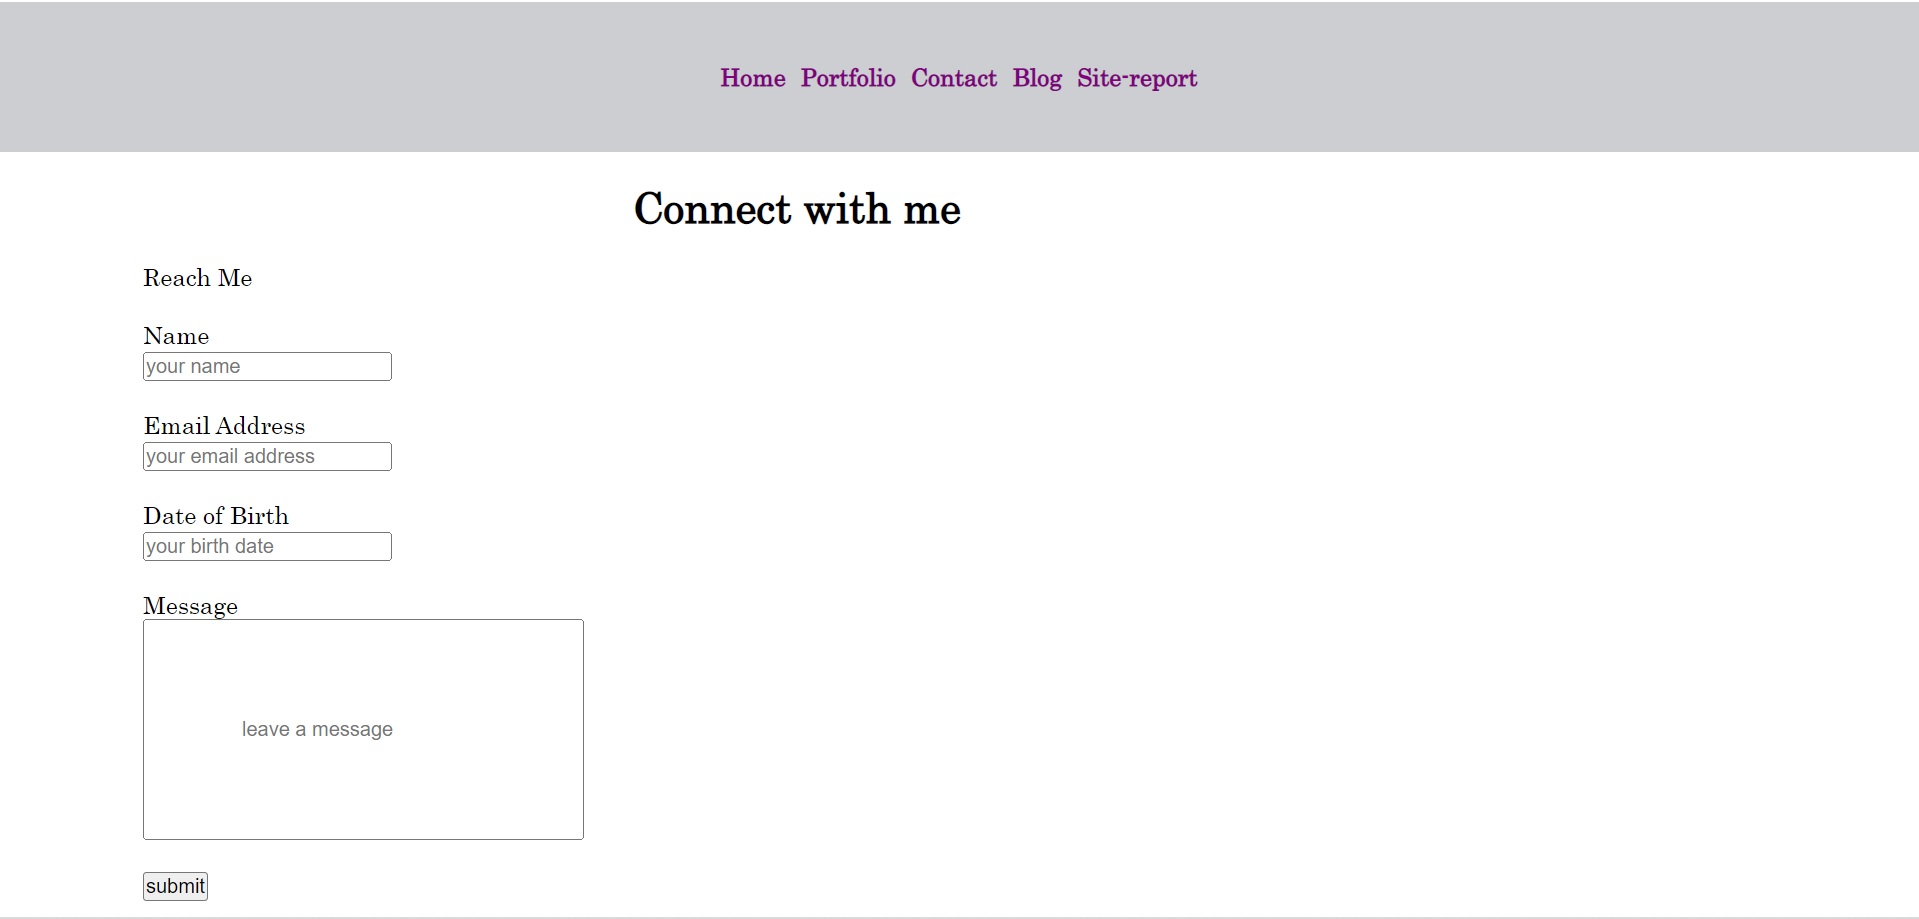 Home Portfolio Contact Blog Site-report
Connect with me
Reach Me
Name
your name
Email Address
your email address
Date of Birth
your birth date
Message
leave a message
submit